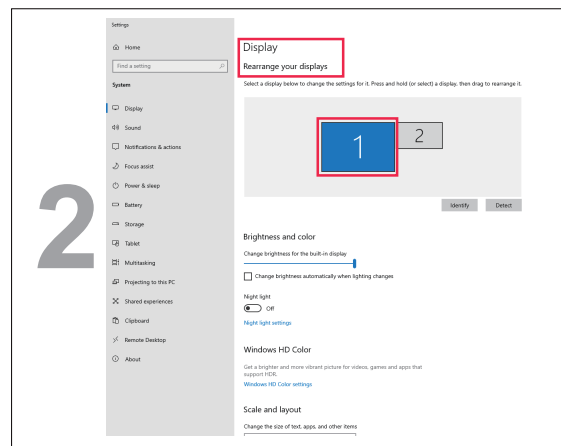 2
Settings
Home
Find a setting
System
Display
Sound
Notifications & actions
Focus assist
Power & sleep
Battery
Storage
Tablet
Multitasking
Projecting to this PC
Shared experiences
Clipboard
Remote Desktop
About
Display
Rearrange your displays
Select a display below to change the settings for it. Press and hold (or select) a display, then drag to rearrange it.
1
2
Identify
Detect
Brightness and color
Change brightness for the built-in display
Change brightness automatically when lighting changes
Night light
Off
Night light settings
Windows HD Color
Get a brighter and more vibrant picture for videos, games and apps that
support HDR.
Windows HD Color settings
Scale and layout
Change the size of text, apps, and other items